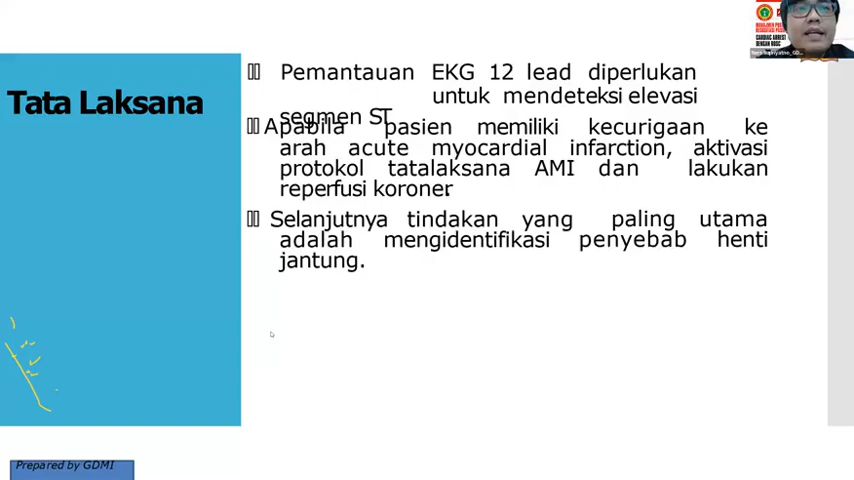 Tata Laksana
Pemantauan EKG 12 lead diperlukan
untuk mendeteksi elevasi
segmen ST
Apabila pasien memiliki kecurigaan ke
arah acute myocardial infarction, aktivasi
protokol tatalaksana AMI dan lakukan
reperfusi koroner.
Selanjutnya tindakan yang paling utama
adalah mengidentifikasi penyebab henti
jantung.
Prepared by GDMI
CARDIAC ARREST